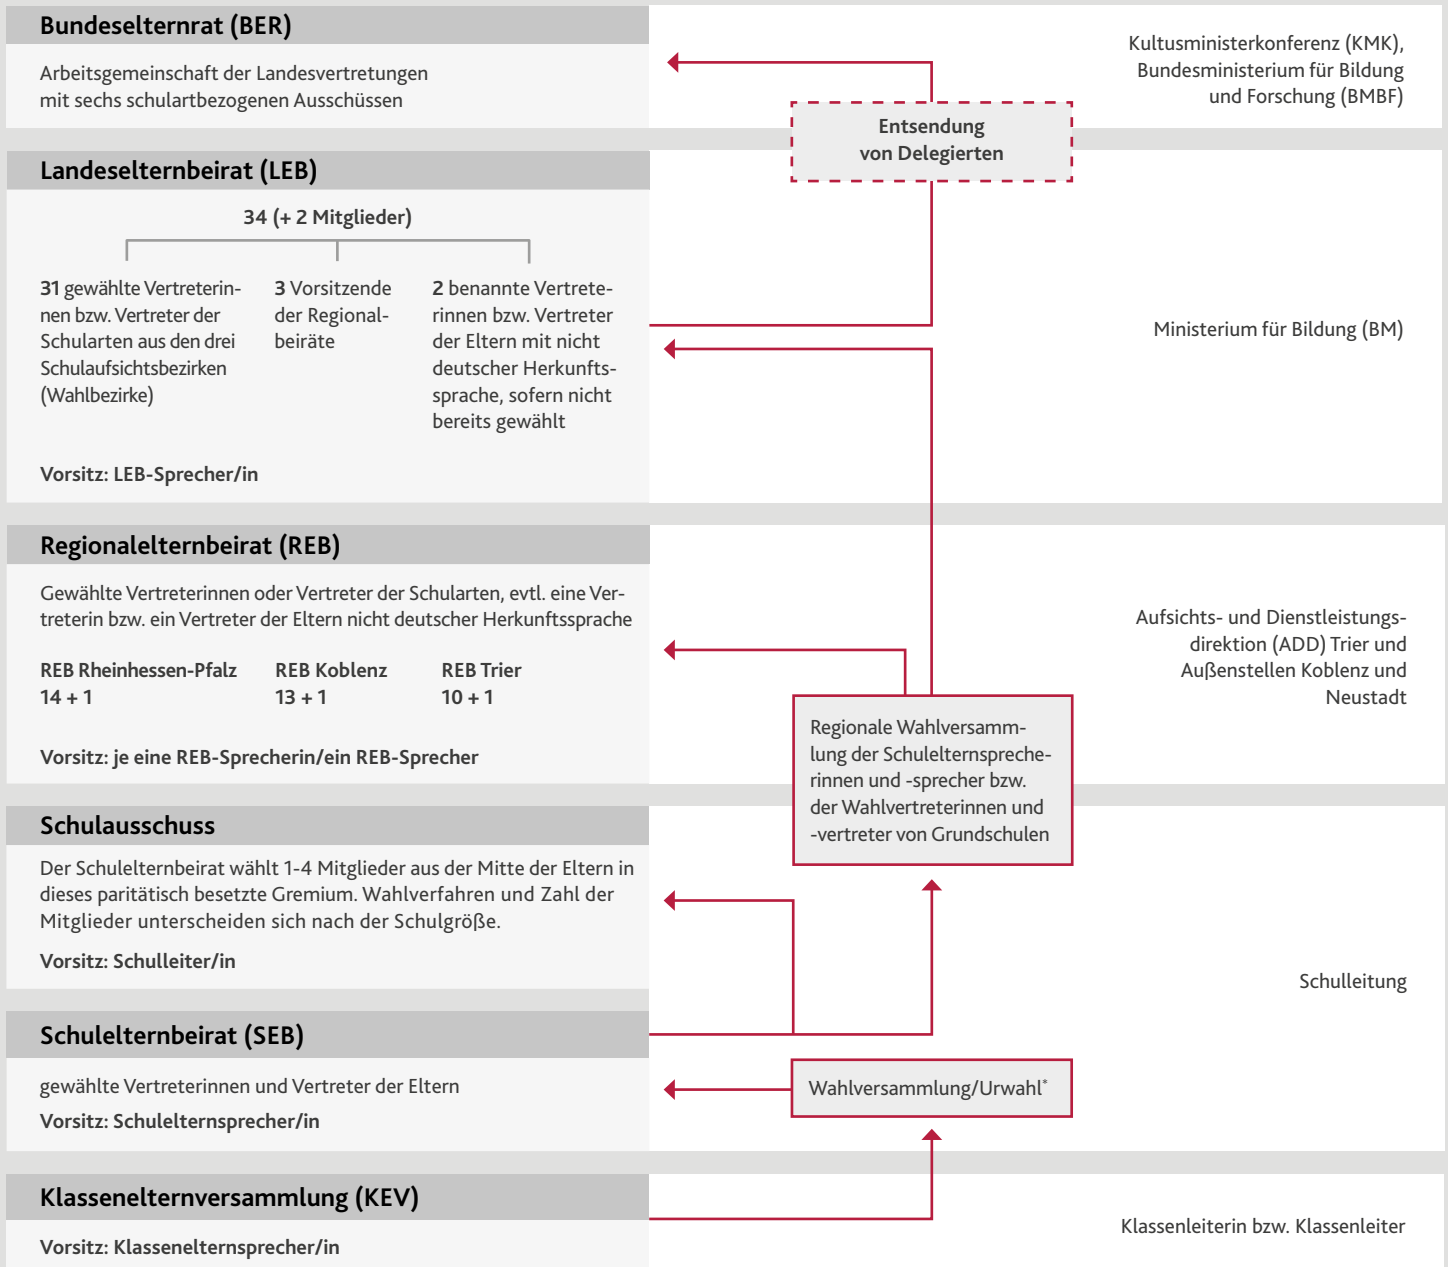 Bundeselternrat (BER)
Arbeitsgemeinschaft der Landesvertretungen
mit sechs schulartbezogenen Ausschüssen
Kultusministerkonferenz (KMK),
Bundesministerium für Bildung
und Forschung (BMBF)
Entsendung
von Delegierten
Landeselternbeirat (LEB)
34 (+ 2 Mitglieder)
31 gewählte Vertreterin-
nen bzw. Vertreter der
Schularten aus den drei
Schulaufsichtsbezirken
(Wahlbezirke)
3 Vorsitzende
der Regional-
beiräte
2 benannte Vertrete-
rinnen bzw. Vertreter
der Eltern mit nicht
deutscher Herkunfts-
sprache, sofern nicht
bereits gewählt
Vorsitz: LEB-Sprecher/in
Ministerium für Bildung (BM)
Regionalelternbeirat (REB)
Gewählte Vertreterinnen oder Vertreter der Schularten, evtl. eine Ver-
treterin bzw. ein Vertreter der Eltern nicht deutscher Herkunftssprache
REB Rheinhessen-Pfalz
14 + 1
REB Koblenz
13 + 1
REB Trier
10 + 1
Vorsitz: je eine REB-Sprecherin/ein REB-Sprecher
Aufsichts- und Dienstleistungs-
direktion (ADD) Trier und
Außenstellen Koblenz und
Neustadt
Regionale Wahlversamm-
lung der Schulelternspreche-
rinnen und -sprecher bzw.
der Wahlvertreterinnen und
-vertreter von Grundschulen
Schulausschuss
Der Schulelternbeirat wählt 1-4 Mitglieder aus der Mitte der Eltern in
dieses paritätisch besetzte Gremium. Wahlverfahren und Zahl der
Mitglieder unterscheiden sich nach der Schulgröße.
Vorsitz: Schulleiter/in
Schulleitung
Schulelternbeirat (SEB)
gewählte Vertreterinnen und Vertreter der Eltern
Vorsitz: Schulelternsprecher/in
Wahlversammlung/Urwahl*
Klassenelternversammlung (KEV)
Vorsitz: Klassenelternsprecher/in
Klassenleiterin bzw. Klassenleiter